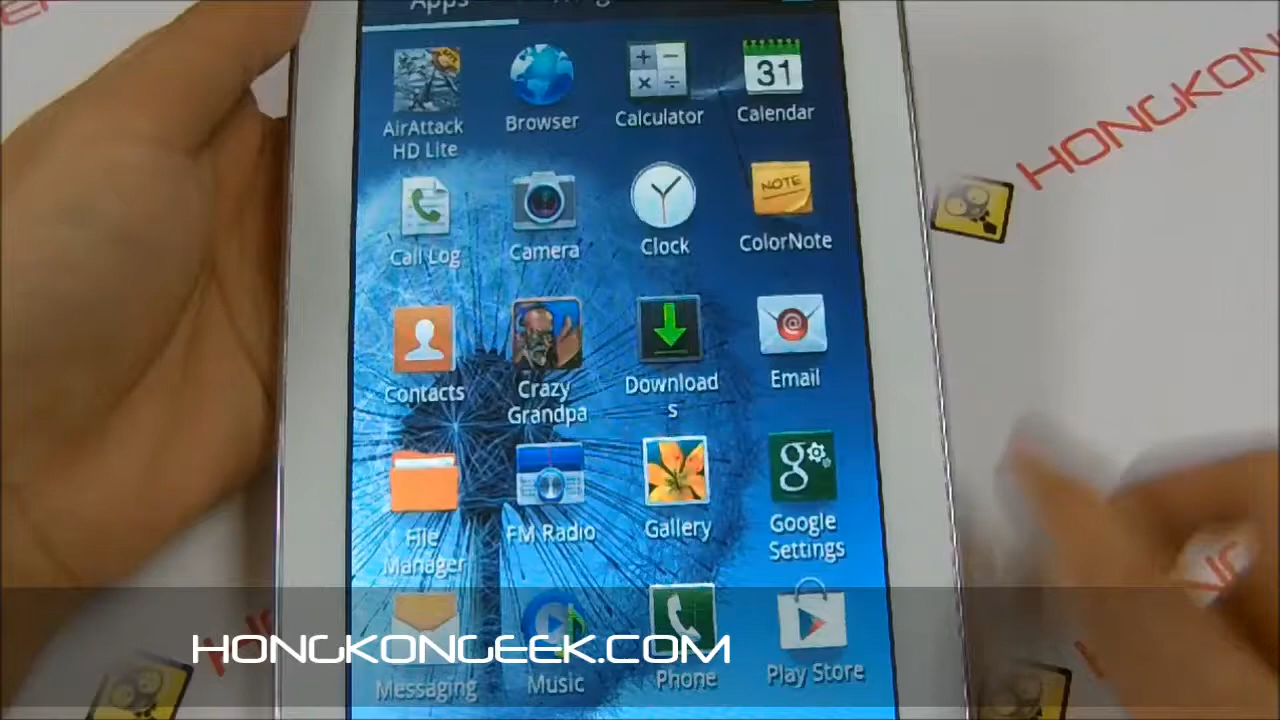 Apps
HONGKON
AirAttack
HD Lite
Browser
Calculator
31
Calendar
NOTE
Call Log
Camera
Clock
ColorNote
Contacts
Crazy
Grandpa
Download
s
@
Email
g
File
Manager
FM Radio
Gallery
Google
Settings
HONGKONGEEK.COM
Messaging
Music
Phone
Play Store